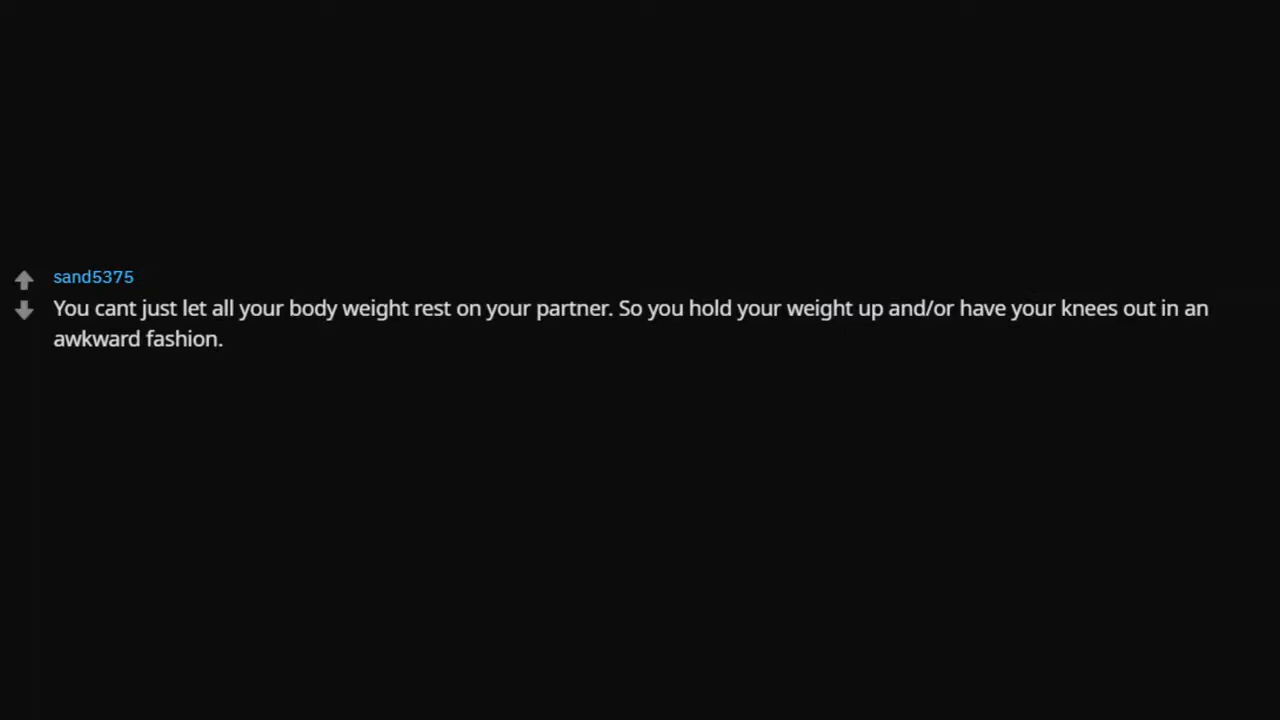 sand5375
You cant just let all your body weight rest on your partner. So you hold your weight up and/or have your knees out in an
awkward fashion.